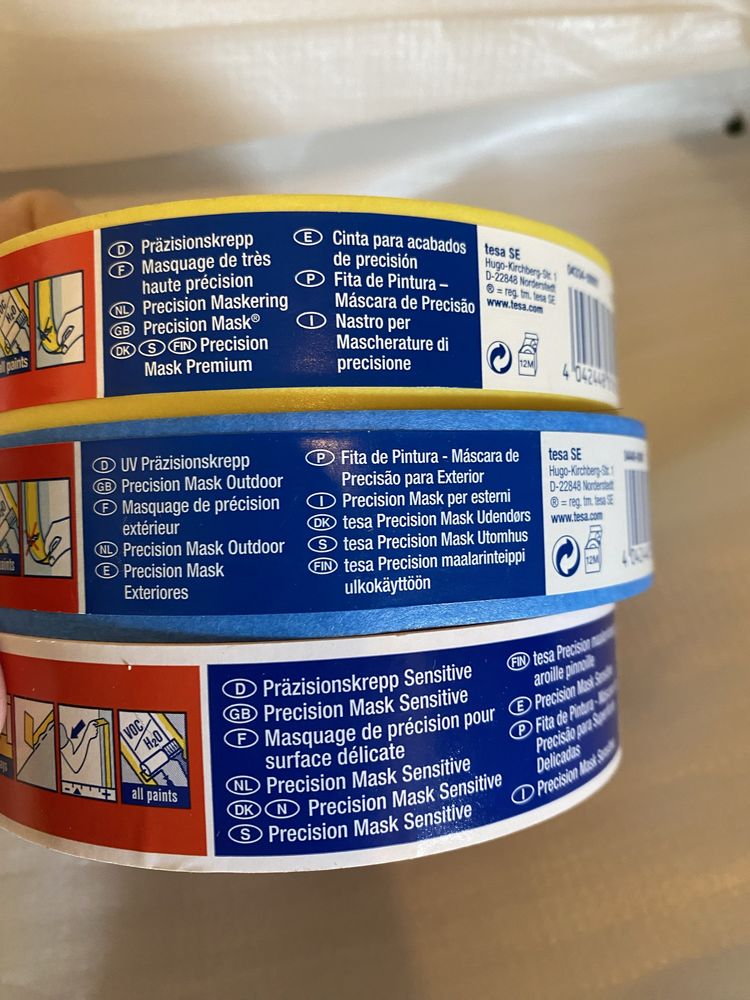 all paints
D Präzisionskrepp
F Masquage de très
haute précision
NL Precision Maskering
GB Precision Mask®
DK S FIN Precision
Mask Premium
E Cinta para acabados
de precisión
P Fita de Pintura –
Máscara de Precisão
I Nastro per
Mascherature di
precisione
tesa SE
Hugo-Kirchberg-Str. 1
D-22848 Norderstedt
® = reg. tm. tesa SE
www.tesa.com
12M
4 042448
D UV Präzisionskrepp
GB Precision Mask Outdoor
F Masquage de précision
extérieur
NL Precision Mask Outdoor
E Precision Mask
Exteriores
P Fita de Pintura - Máscara de
Precisão para Exterior
I Precision Mask per esterni
DK tesa Precision Mask Udendørs
S tesa Precision Mask Utomhus
FIN tesa Precision maalarinteippi
ulkokäyttöön
tesa SE
Hugo-Kirchberg-Str. 1
D-22848 Norderstedt
® = reg. tm. tesa SE
www.tesa.com
12M
VOC H₂O
all paints
D Präzisionskrepp Sensitive
GB Precision Mask Sensitive
F Masquage de précision pour
surface délicate
NL Precision Mask Sensitive
DK N Precision Mask Sensitive
S Precision Mask Sensitive
FIN tesa Precision
aroille pinnoille
E Precision Mask
P Fita de Pintura -
Precisão para
Delicadas
I Precision Mask